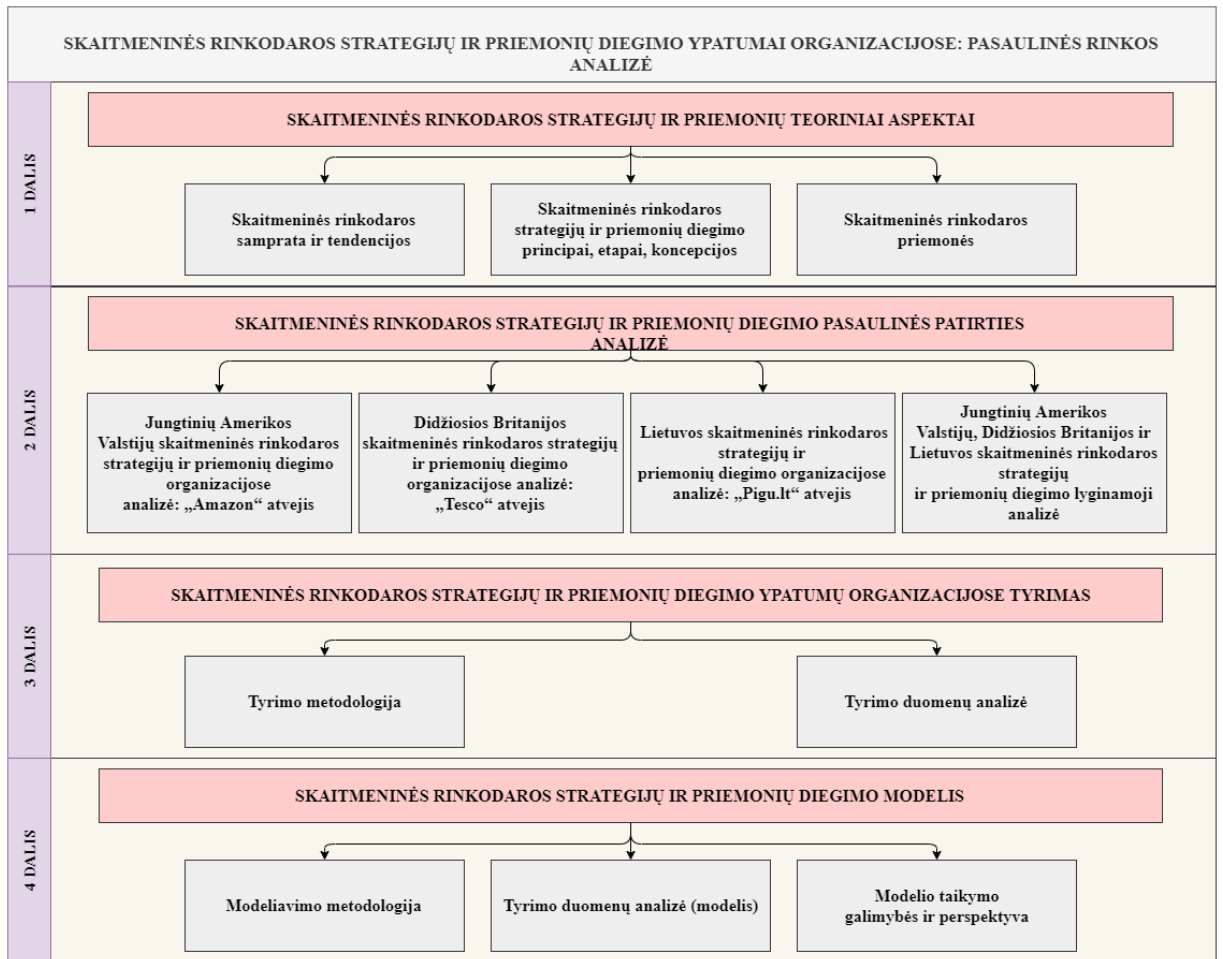 SKAITMENINĖS RINKODAROS STRATEGIJŲ IR PRIEMONIŲ DIEGIMO YPATUMAI ORGANIZACIJOSE: PASAULINĖS RINKOS
ANALIZĖ
1 DALIS
SKAITMENINĖS RINKODAROS STRATEGIJŲ IR PRIEMONIŲ TEORINIAI ASPEKTAI
Skaitmeninės rinkodaros
samprata ir tendencijos
Skaitmeninės rinkodaros
strategijų ir priemonių diegimo
principai, etapai, koncepcijos
Skaitmeninės rinkodaros
priemonės
2 DALIS
SKAITMENINĖS RINKODAROS STRATEGIJŲ IR PRIEMONIŲ DIEGIMO PASAULINĖS PATIRTIES
ANALIZĖ
Jungtinių Amerikos
Valstijų skaitmeninės rinkodaros
strategijų ir priemonių diegimo
organizacijose
analizė: „Amazon“ atvejis
Didžiosios Britanijos
skaitmeninės rinkodaros strategijų
ir priemonių diegimo
organizacijose analizė:
„Tesco“ atvejis
Lietuvos skaitmeninės rinkodaros
strategijų ir
priemonių diegimo organizacijose
analizė: „Pigu.lt“ atvejis
Jungtinių Amerikos
Valstijų, Didžiosios Britanijos ir
Lietuvos skaitmeninės rinkodaros
strategijų
ir priemonių diegimo lyginamoji
analizė
3 DALIS
SKAITMENINĖS RINKODAROS STRATEGIJŲ IR PRIEMONIŲ DIEGIMO YPATUMŲ ORGANIZACIJOSE TYRIMAS
Tyrimo metodologija
Tyrimo duomenų analizė
4 DALIS
SKAITMENINĖS RINKODAROS STRATEGIJŲ IR PRIEMONIŲ DIEGIMO MODELIS
Modeliavimo metodologija
Tyrimo duomenų analizė (modelis)
Modelio taikymo
galimybės ir perspektyva